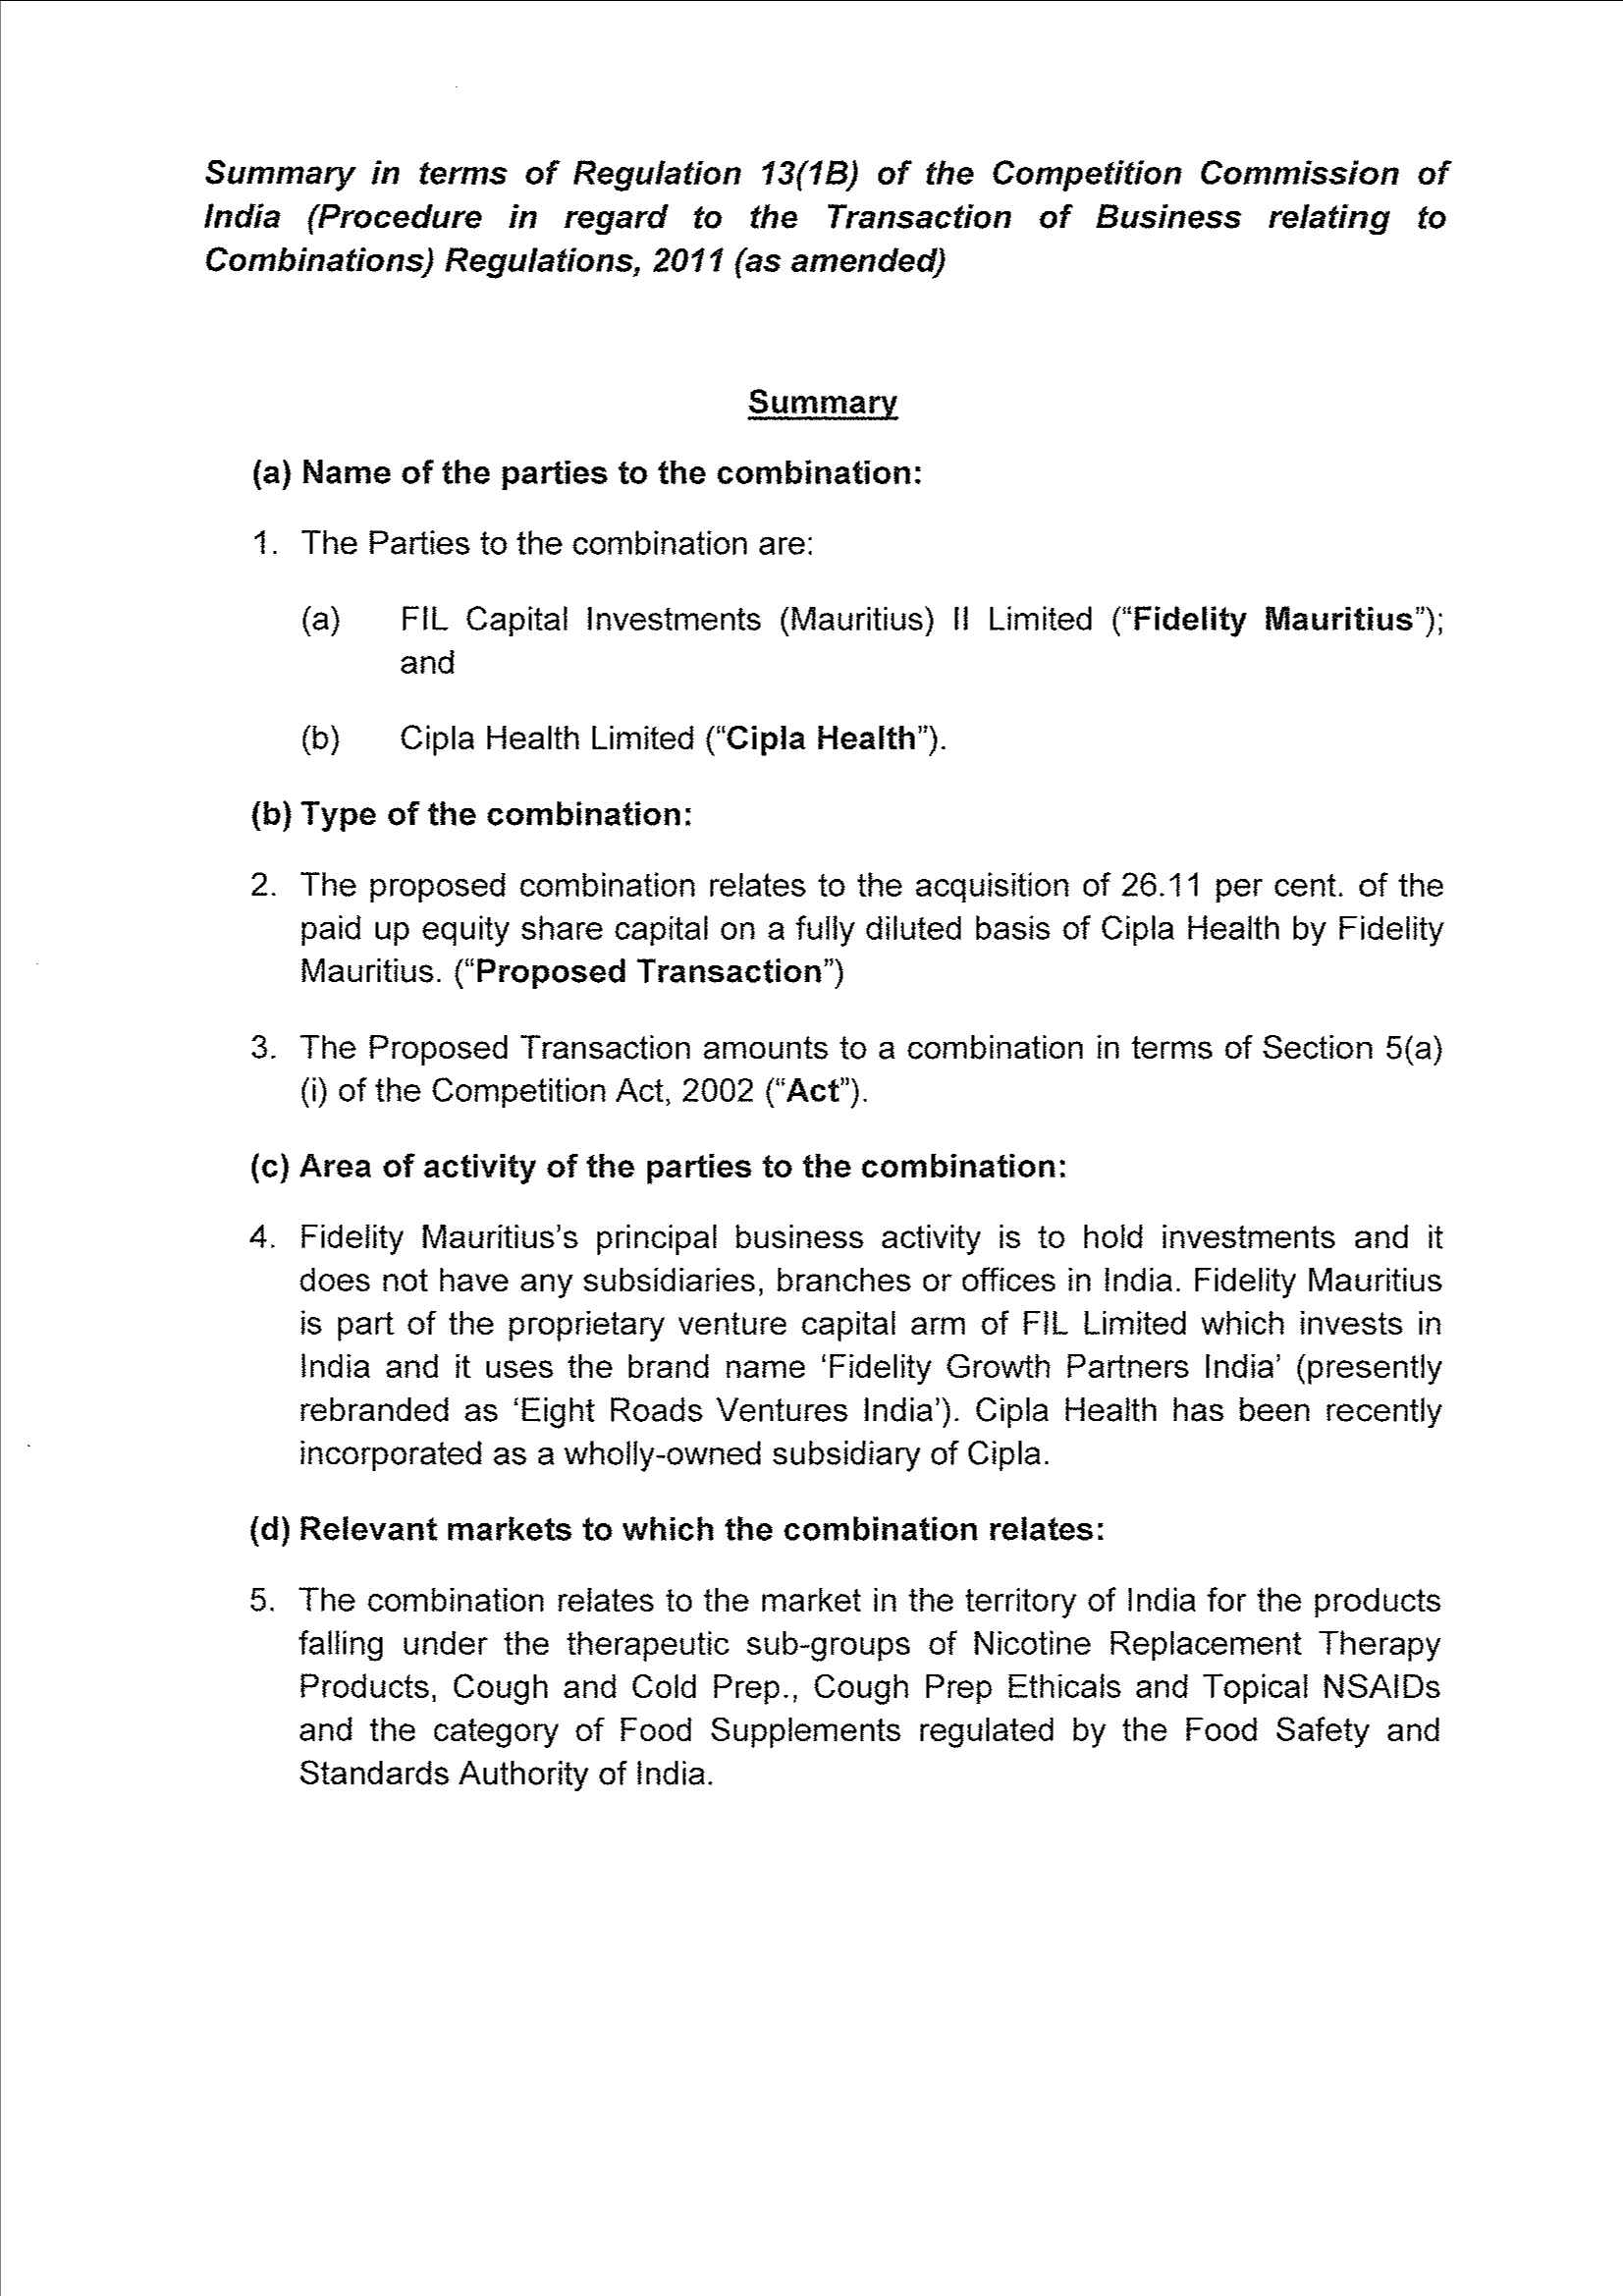 Summary in terms of Regulation 13(1B) of the Competition Commission of
India (Procedure in regard to the Transaction of Business relating to
Combinations) Regulations, 2011 (as amended)
Summary
(a) Name of the parties to the combination:
1. The Parties to the combination are:
(a) FIL Capital Investments (Mauritius) II Limited (“Fidelity Mauritius”);
and
(b) Cipla Health Limited (“Cipla Health”).
(b) Type of the combination:
2. The proposed combination relates to the acquisition of 26.11 per cent. of the
paid up equity share capital on a fully diluted basis of Cipla Health by Fidelity
Mauritius. (“Proposed Transaction”)
3. The Proposed Transaction amounts to a combination in terms of Section 5(a)
(i) of the Competition Act, 2002 (“Act”).
(c) Area of activity of the parties to the combination:
4. Fidelity Mauritius’s principal business activity is to hold investments and it
does not have any subsidiaries, branches or offices in India. Fidelity Mauritius
is part of the proprietary venture capital arm of FIL Limited which invests in
India and it uses the brand name ‘Fidelity Growth Partners India’ (presently
rebranded as ‘Eight Roads Ventures India’). Cipla Health has been recently
incorporated as a wholly-owned subsidiary of Cipla.
(d) Relevant markets to which the combination relates:
5. The combination relates to the market in the territory of India for the products
falling under the therapeutic sub-groups of Nicotine Replacement Therapy
Products, Cough and Cold Prep., Cough Prep Ethicals and Topical NSAIDs
and the category of Food Supplements regulated by the Food Safety and
Standards Authority of India.